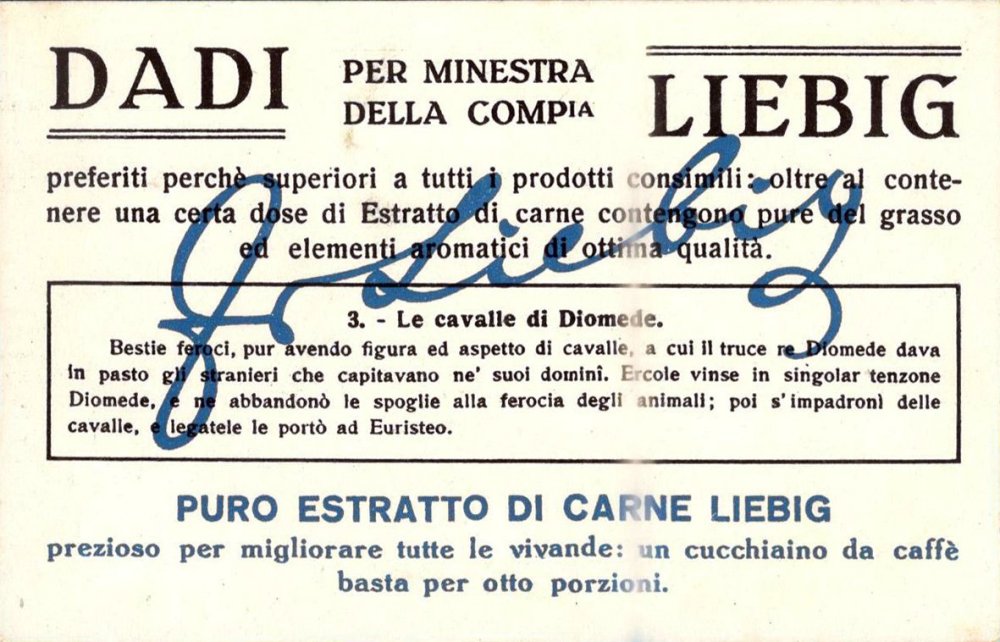 DADI PER MINESTRA DELLA COMPIA LIEBIG
preferiti perchè superiori a tutti i prodotti consimili: oltre al conte-
nere una certa dose di Estratto di carne contengono pure del grasso
ed elementi aromatici di ottima qualità.
J. v. Liebig
3. - Le cavalle di Diomede.
Bestie feroci, pur avendo figura ed aspetto di cavalle, a cui il truce re Diomede dava
in pasto gli stranieri che capitavano ne' suoi dominî. Ercole vinse in singolar tenzone
Diomede, e ne abbandonò le spoglie alla ferocia degli animali; poi s'impadronì delle
cavalle, e legatele le portò ad Euristeo.
PURO ESTRATTO DI CARNE LIEBIG
prezioso per migliorare tutte le vivande: un cucchiaino da caffè
basta per otto porzioni.